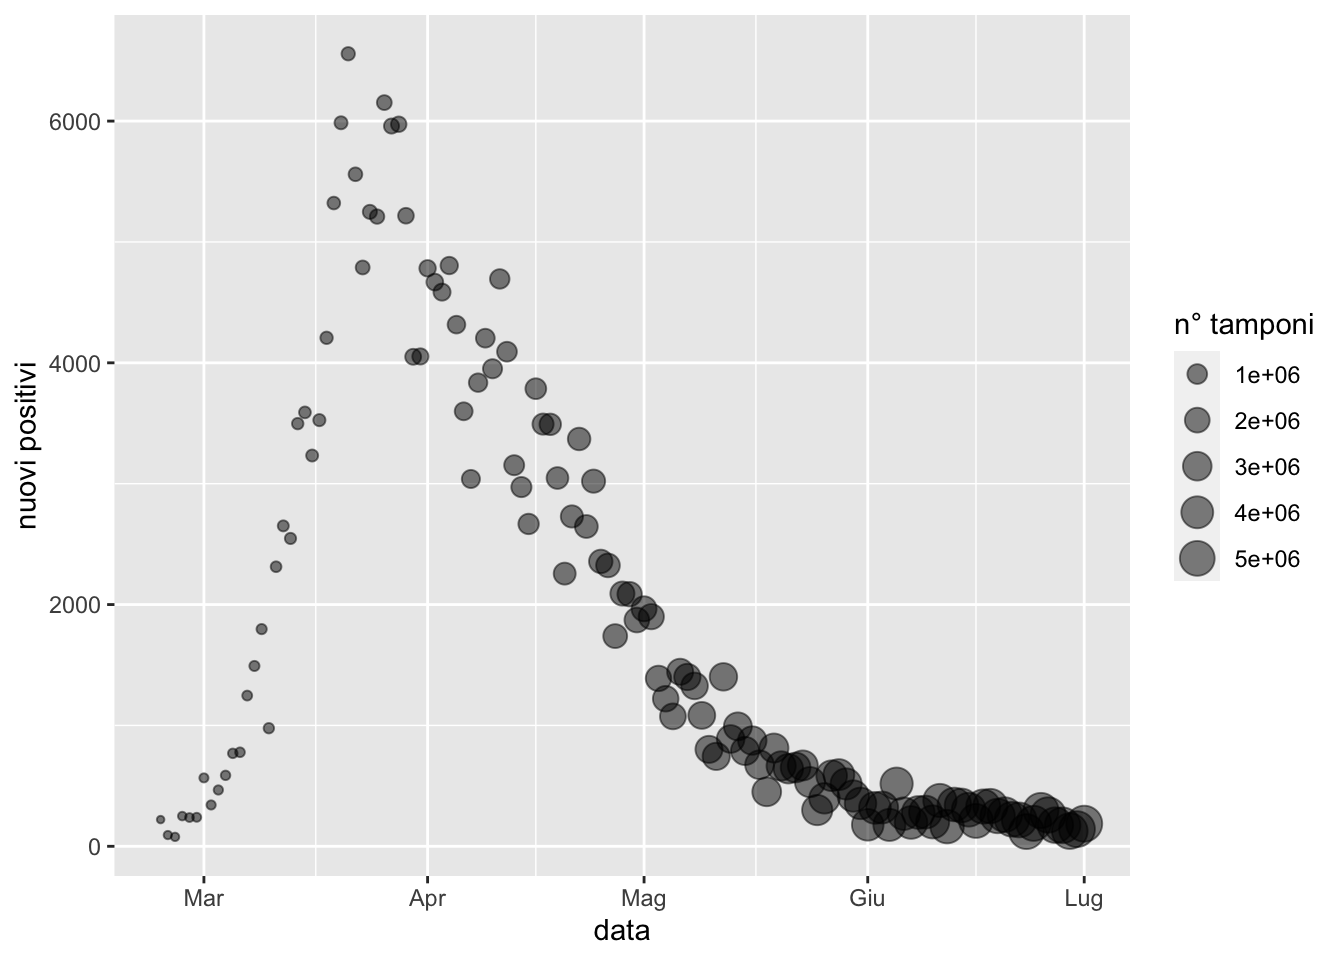 6000
4000
2000
0
nuovi positivi
Mar Apr Mag Giu Lug
data
n° tamponi
1e+06
2e+06
3e+06
4e+06
5e+06